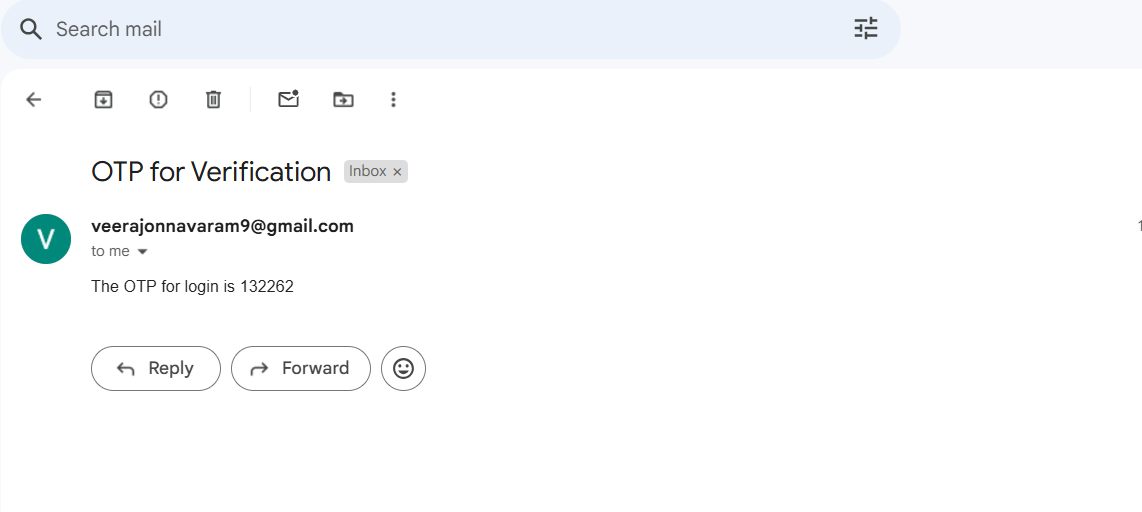 Search mail
OTP for Verification Inbox ×
V
veerajonnavaram9@gmail.com
1
to me
The OTP for login is 132262
Reply Forward